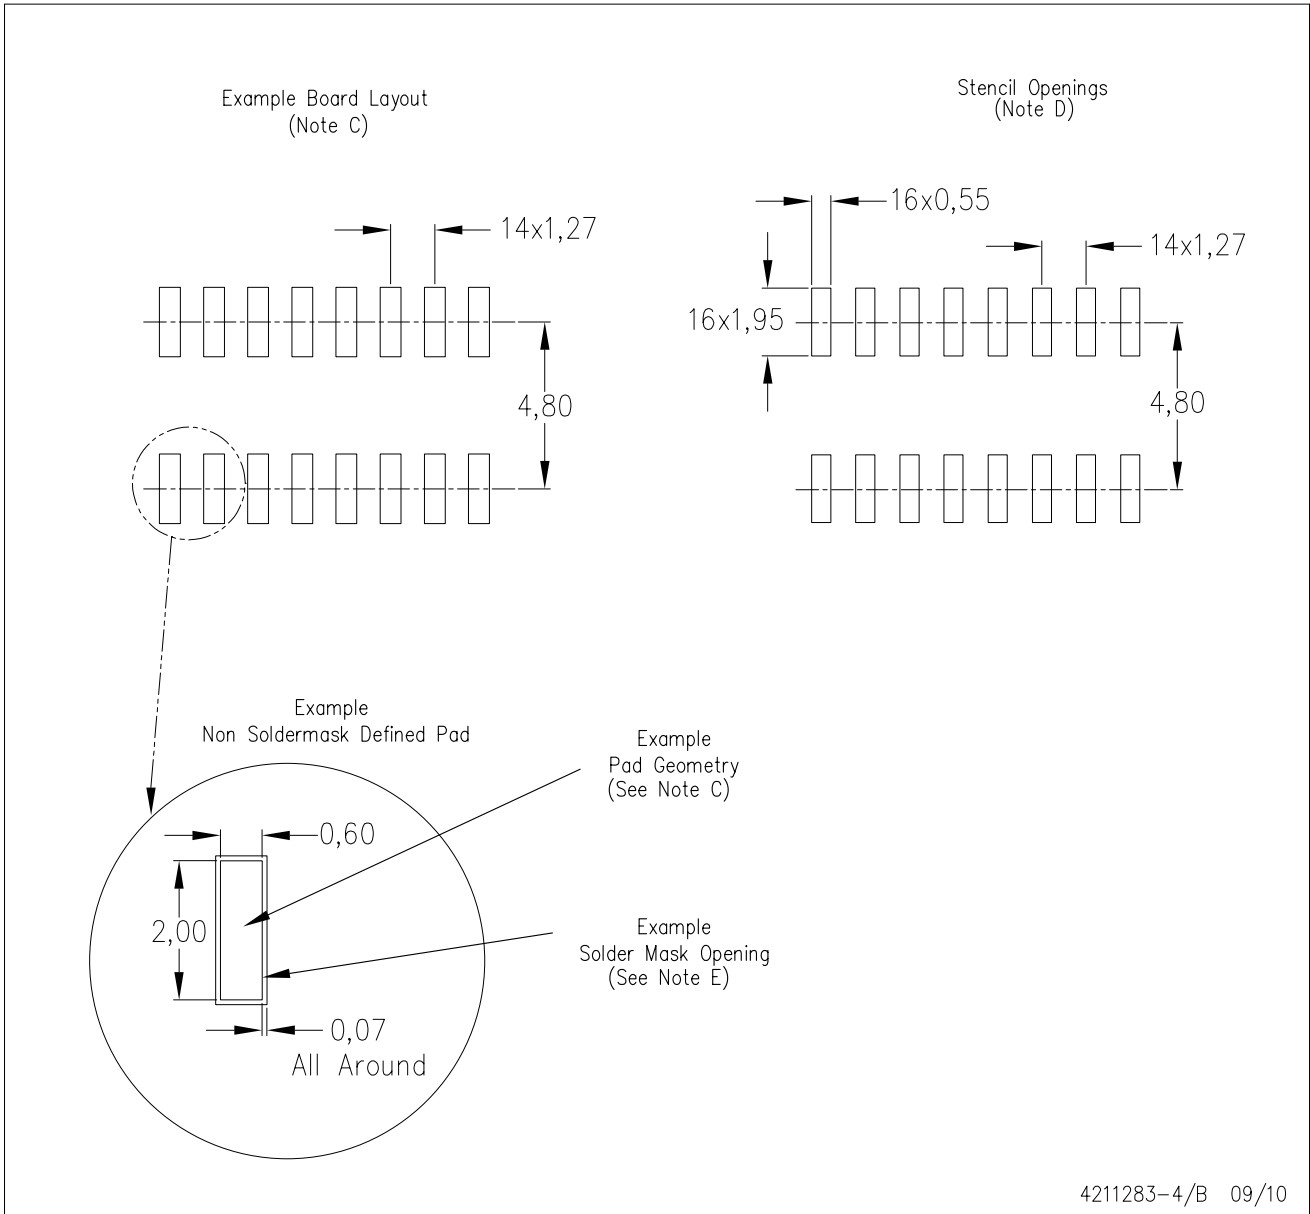 Example Board Layout
(Note C)
Stencil Openings
(Note D)
14x1,27
16x0,55
14x1,27
16x1,95
4,80
4,80
Example
Non Soldermask Defined Pad
Example
Pad Geometry
(See Note C)
0,60
2,00
Example
Solder Mask Opening
(See Note E)
0,07
All Around
4211283-4/B 09/10